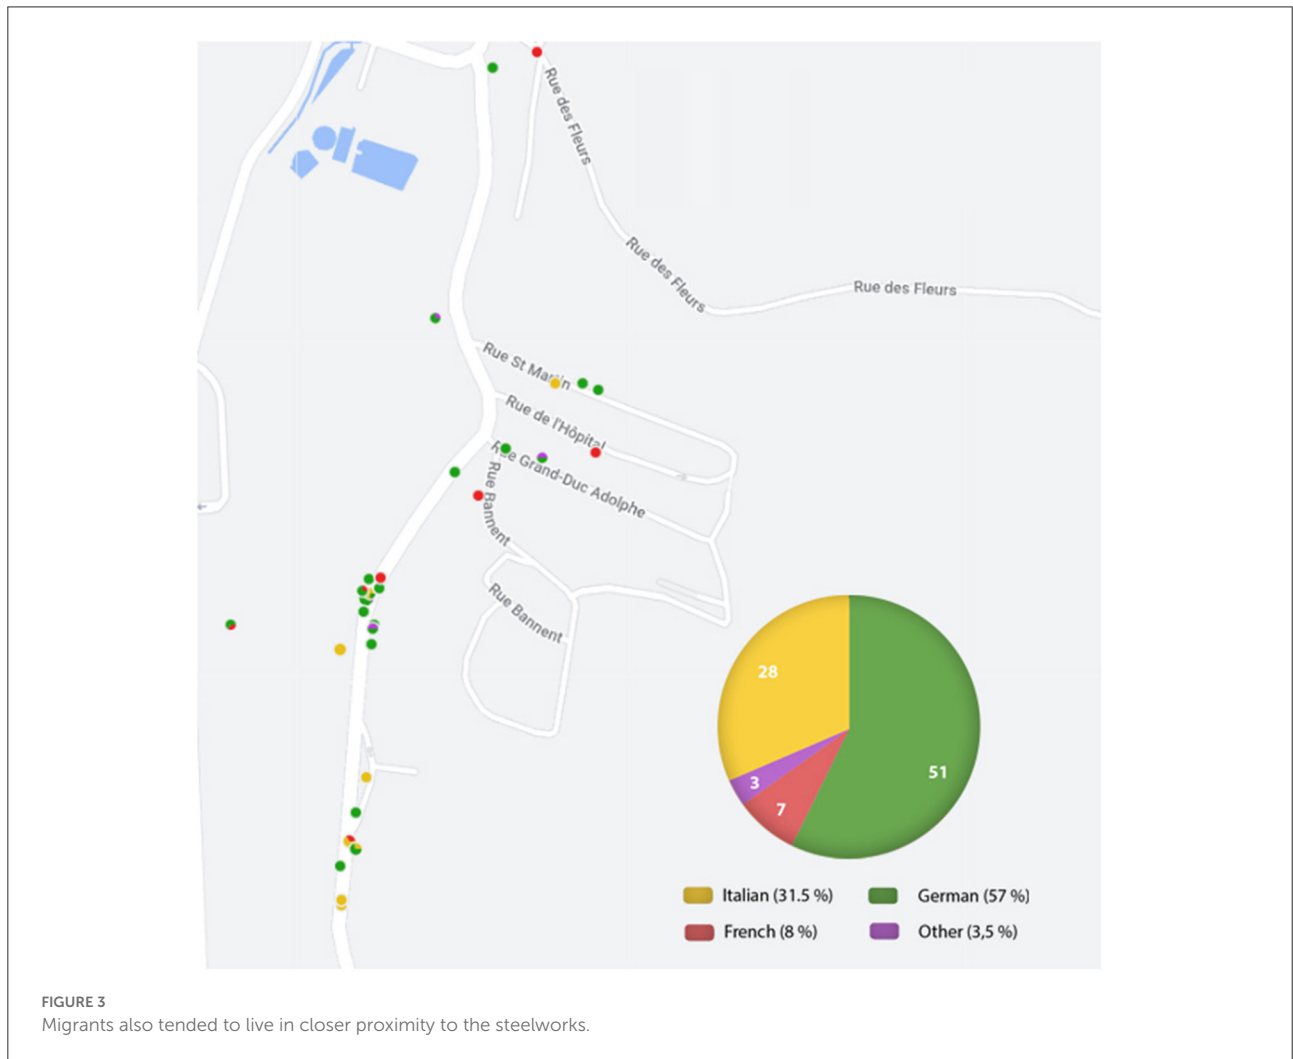 Rue des Fleurs
Rue des Fleurs
Rue des Fleurs
Rue St Martin
Rue de l'Hôpital
Rue Grand-Duc Adolphe
Rue Bannent
Rue Bannent
28
51
3
7
Italian (31.5 %)
German (57 %)
French (8 %)
Other (3,5 %)
FIGURE 3
Migrants also tended to live in closer proximity to the steelworks.